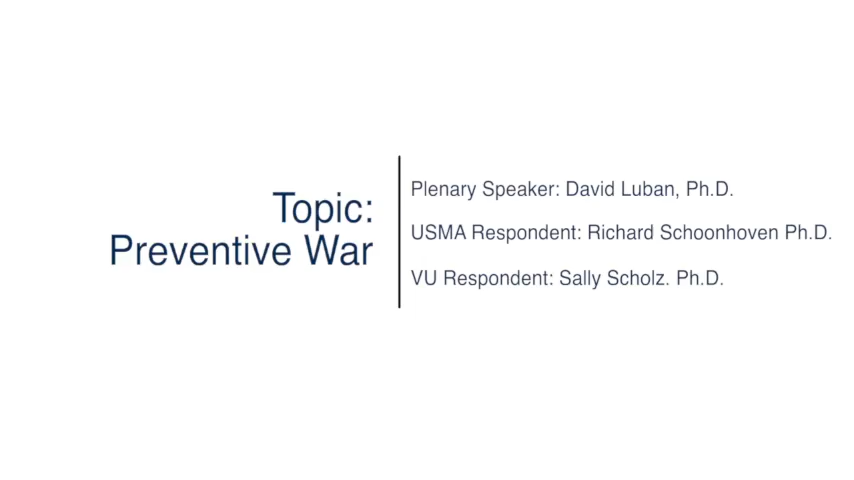 Topic:
Preventive War
Plenary Speaker: David Luban, Ph.D.
USMA Respondent: Richard Schoonhoven Ph.D.
VU Respondent: Sally Scholz. Ph.D.